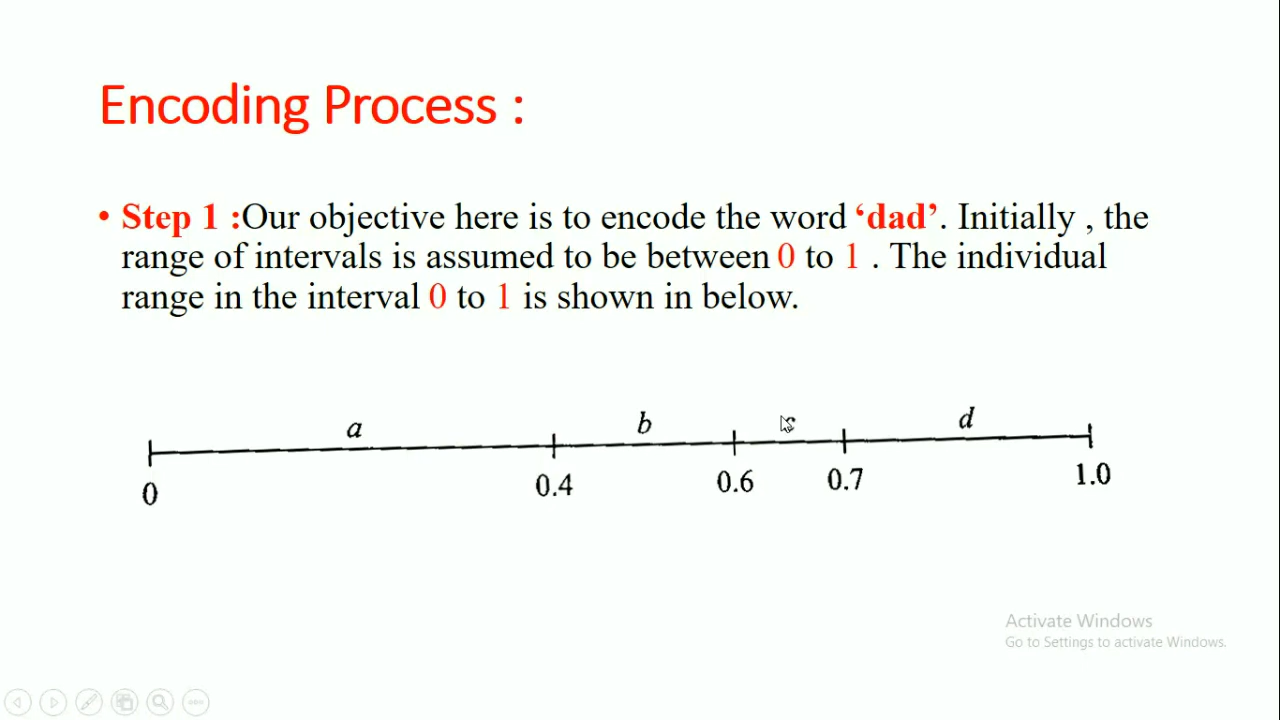 Encoding Process :
• Step 1 :Our objective here is to encode the word ‘dad’. Initially , the
range of intervals is assumed to be between 0 to 1 . The individual
range in the interval 0 to 1 is shown in below.
a b d
0 0.4 0.6 0.7 1.0
Activate Windows
Go to Settings to activate Windows.